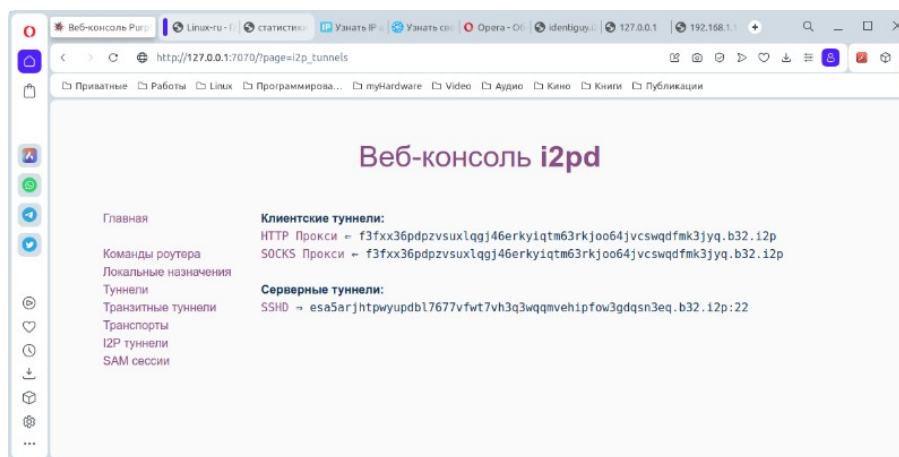 Веб-консоль Purp
Linux-ru - Г
статистик
Узнать IP
Узнать сво
Opera - Об
identiguy.i
127.0.0.1
192.168.1.1
http://127.0.0.1:7070/?page=i2p_tunnels
Приватные Работы Linux Программирова... myHardware Video Аудио Кино Книги Публикации
Веб-консоль i2pd
Главная
Команды роутера
Локальные назначения
Туннели
Транзитные туннели
Транспорты
I2P туннели
SAM сессии
Клиентские туннели:
HTTP Прокси ⇐ f3fxx36pdpzvsuxlqgj46erkyiqtm63rkjoo64jvcswqdfmk3jyq.b32.i2p
SOCKS Прокси ⇐ f3fxx36pdpzvsuxlqgj46erkyiqtm63rkjoo64jvcswqdfmk3jyq.b32.i2p
Серверные туннели:
SSHD ⇒ esa5arjhtpwyupdbl7677vfwt7vh3q3wqqmvehipfow3gdqsn3eq.b32.i2p:22